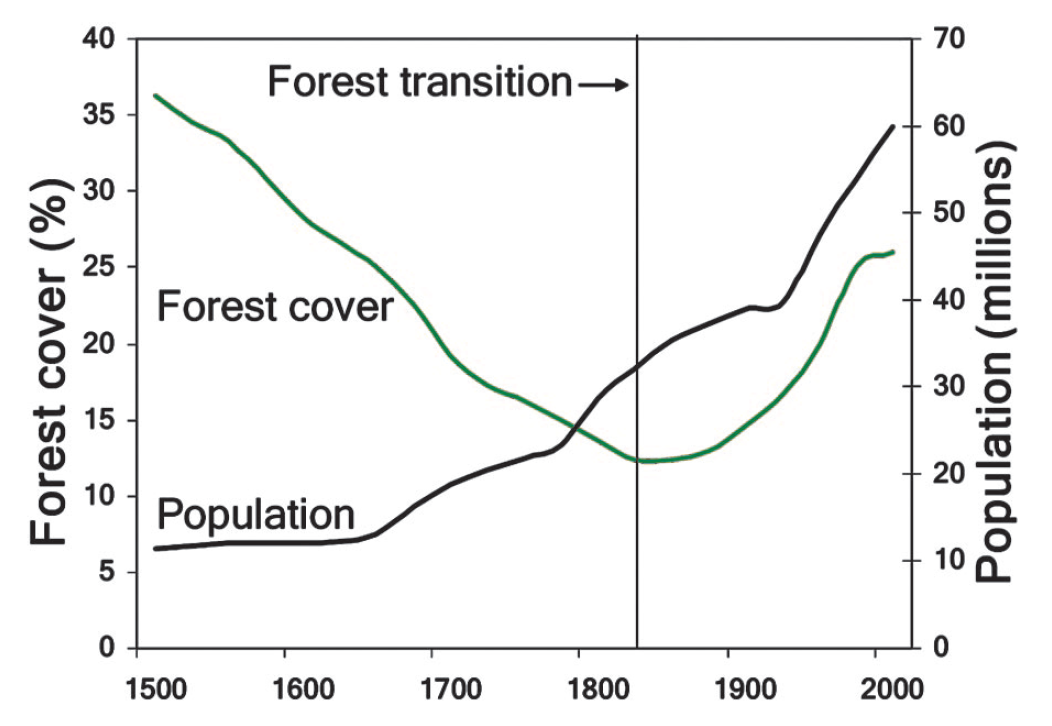 Forest cover (%)
40
35
30
25
20
15
10
5
0
Forest transition
Forest cover
Population
70
60
50
40
30
20
10
0
Population (millions)
1500 1600 1700 1800 1900 2000